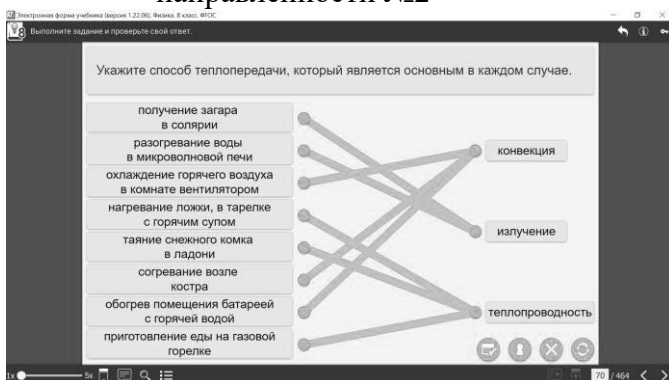 направленности №2
Электронная форма учебника (версия 1.22.06). Физика. 8 класс. ФГОС
Выполните задание и проверьте свой ответ.
Укажите способ теплопередачи, который является основным в каждом случае.
получение загара
в солярии
разогревание воды
в микроволновой печи
охлаждение горячего воздуха
в комнате вентилятором
нагревание ложки, в тарелке
с горячим супом
таяние снежного комка
в ладони
согревание возле
костра
обогрев помещения батареей
с горячей водой
приготовление еды на газовой
горелке
конвекция
излучение
теплопроводность
1x
5x
70 / 464